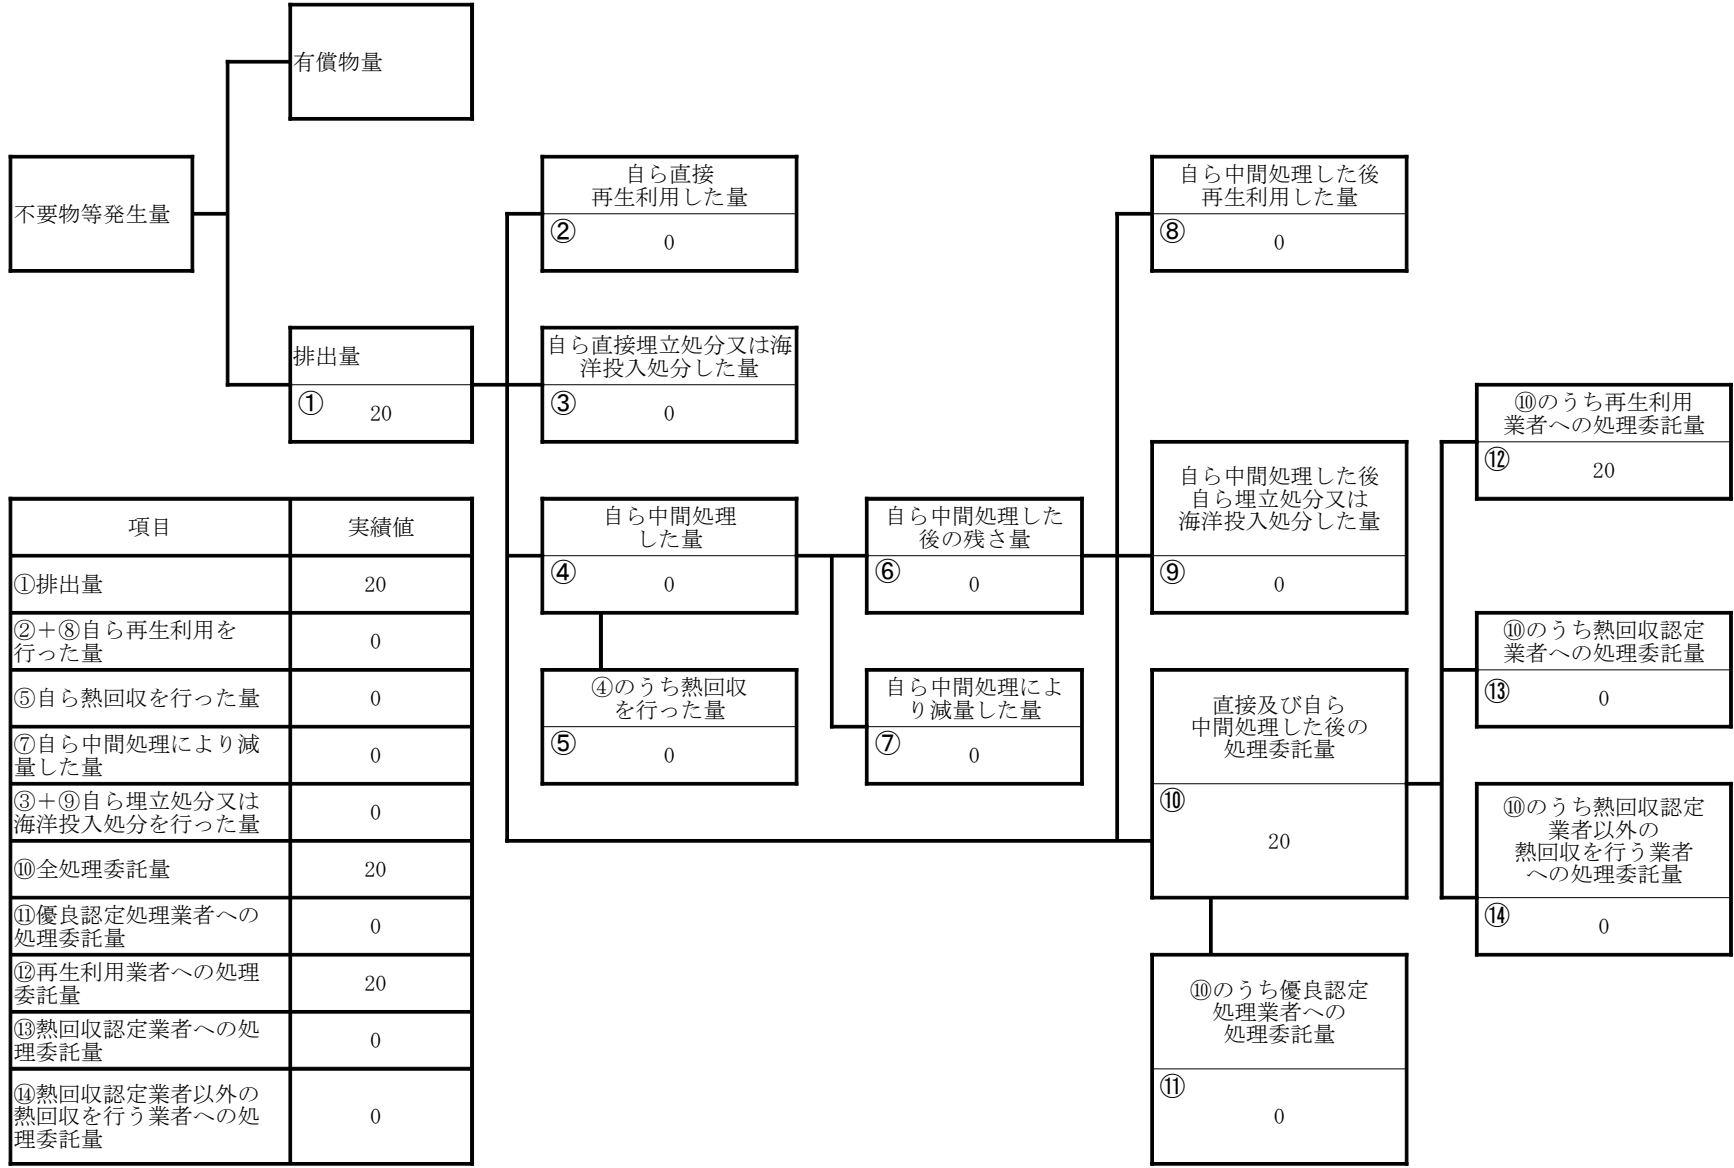 有償物量
不要物等発生量
排出量
①
20
自ら直接
再生利用した量
②
0
自ら直接埋立処分又は海
洋投入処分した量
③
0
自ら中間処理
した量
④
0
④のうち熱回収
を行った量
⑤
0
自ら中間処理した
後の残さ量
⑥
0
自ら中間処理によ
り減量した量
⑦
0
自ら中間処理した後
再生利用した量
⑧
0
自ら中間処理した後
自ら埋立処分又は
海洋投入処分した量
⑨
0
直接及び自ら
中間処理した後の
処理委託量
⑩
20
⑩のうち優良認定
処理業者への
処理委託量
⑪
0
⑩のうち再生利用
業者への処理委託量
⑫
20
⑩のうち熱回収認定
業者への処理委託量
⑬
0
⑩のうち熱回収認定
業者以外の
熱回収を行う業者
への処理委託量
⑭
0
項目 実績値
①排出量 20
②＋⑧自ら再生利用を
行った量 0
⑤自ら熱回収を行った量 0
⑦自ら中間処理により減
量した量 0
③＋⑨自ら埋立処分又は
海洋投入処分を行った量 0
⑩全処理委託量 20
⑪優良認定処理業者への
処理委託量 0
⑫再生利用業者への処理
委託量 20
⑬熱回収認定業者への処
理委託量 0
⑭熱回収認定業者以外の
熱回収を行う業者への処
理委託量 0